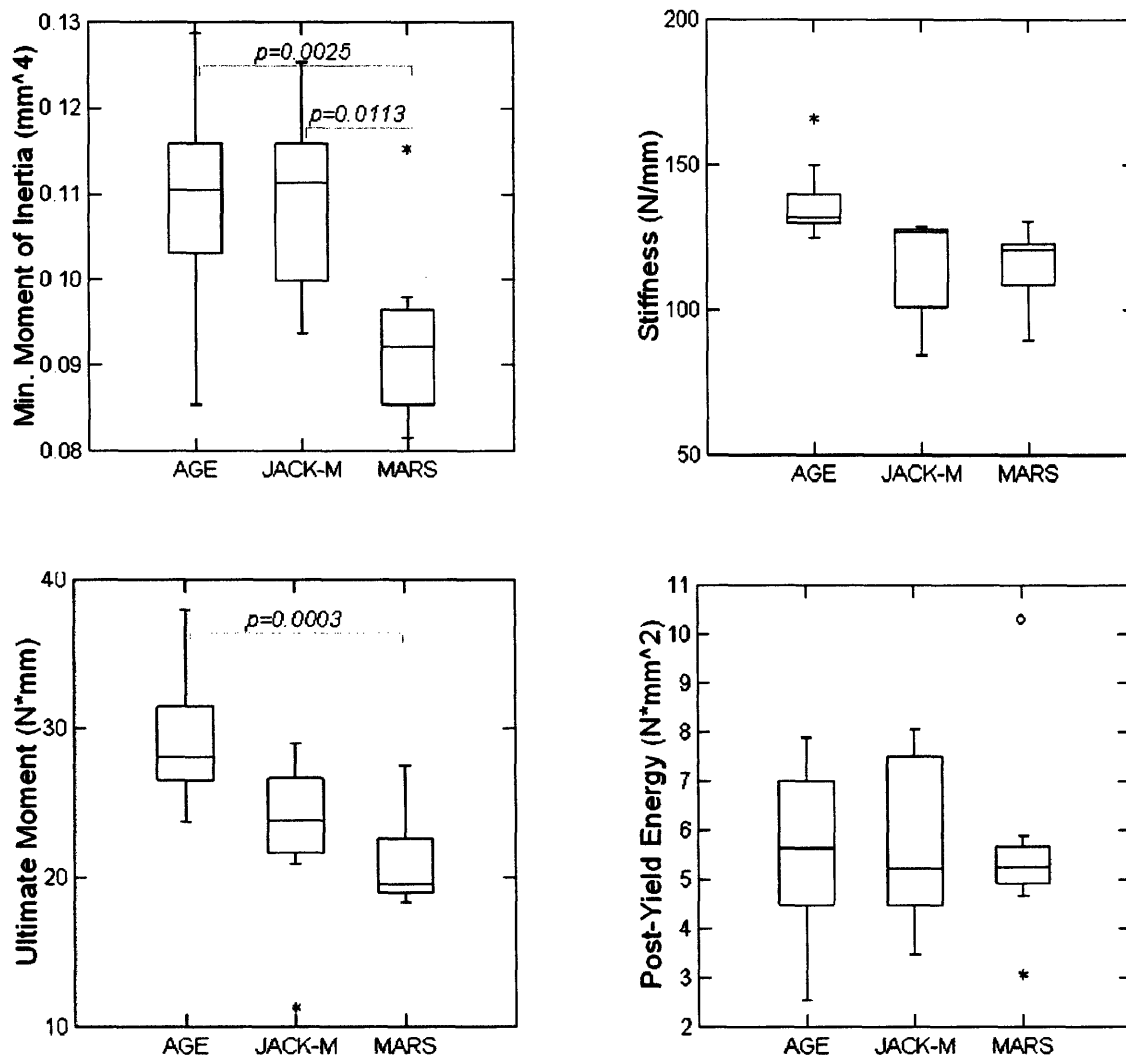 Min. Moment of Inertia (mm^4)
0.13
0.12
0.11
0.10
0.09
0.08
p=0.0025
p=0.0113
*
AGE JACK-M MARS
Stiffness (N/mm)
200
150
100
50
*
AGE JACK-M MARS
Ultimate Moment (N*mm)
40
30
20
10
p=0.0003
*
AGE JACK-M MARS
Post-Yield Energy (N*mm^2)
11
10
9
8
7
6
5
4
3
2
*
AGE JACK-M MARS